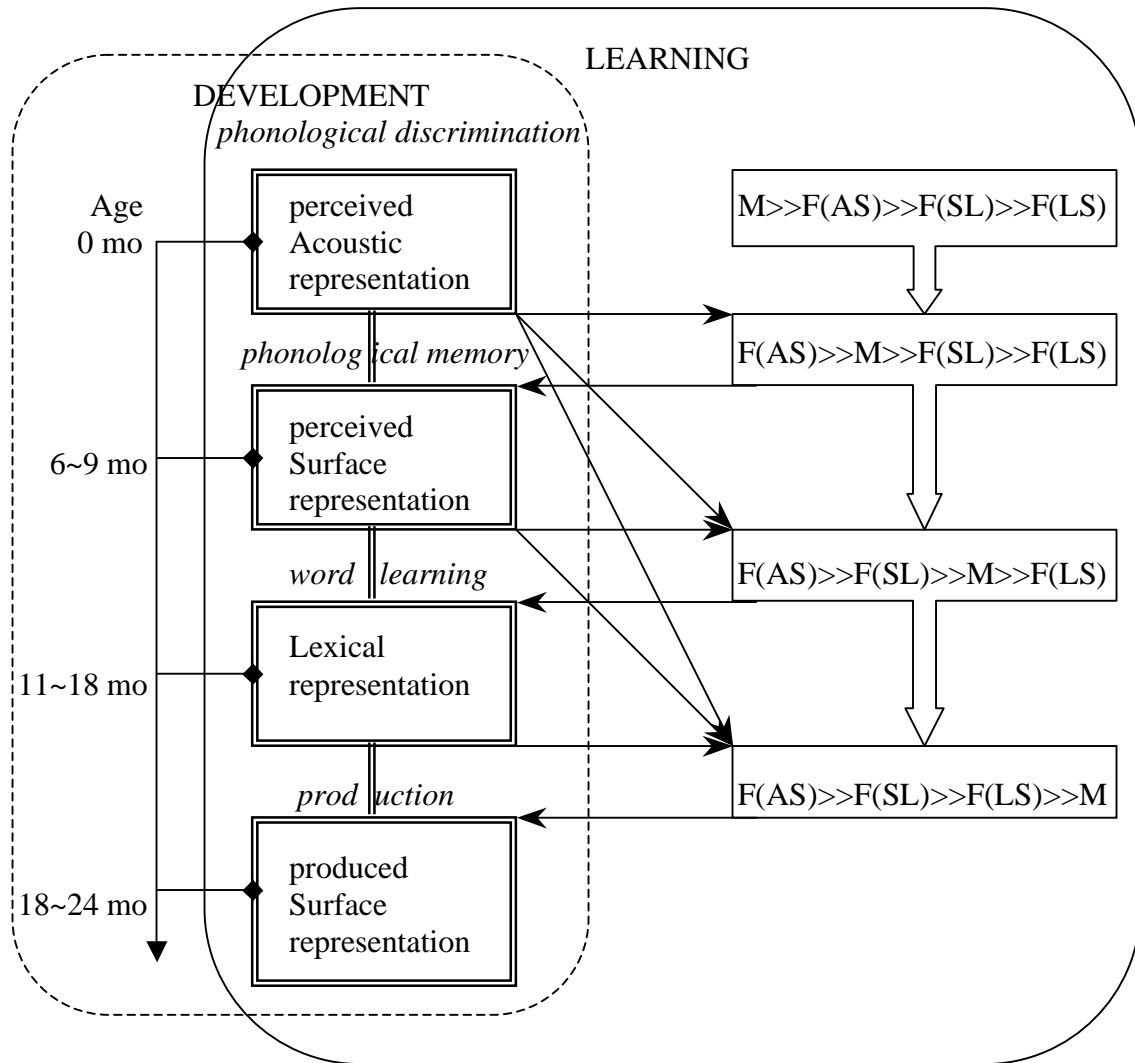 LEARNING
DEVELOPMENT
phonological discrimination
Age
0 mo
perceived
Acoustic
representation
M>>F(AS)>>F(SL)>>F(LS)
phonological memory
F(AS)>>M>>F(SL)>>F(LS)
6~9 mo
perceived
Surface
representation
word learning
F(AS)>>F(SL)>>M>>F(LS)
11~18 mo
Lexical
representation
production
F(AS)>>F(SL)>>F(LS)>>M
18~24 mo
produced
Surface
representation